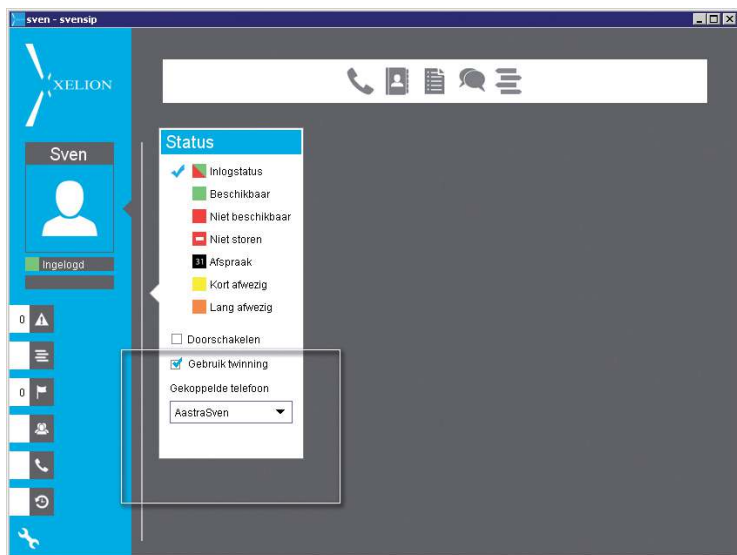 sven - svensip
XELION
Sven
Ingelogd
0
0
Status
Inlogstatus
Beschikbaar
Niet beschikbaar
Niet storen
31 Afspraak
Kort afwezig
Lang afwezig
Doorschakelen
Gebruik twinning
Gekoppelde telefoon
AastraSven